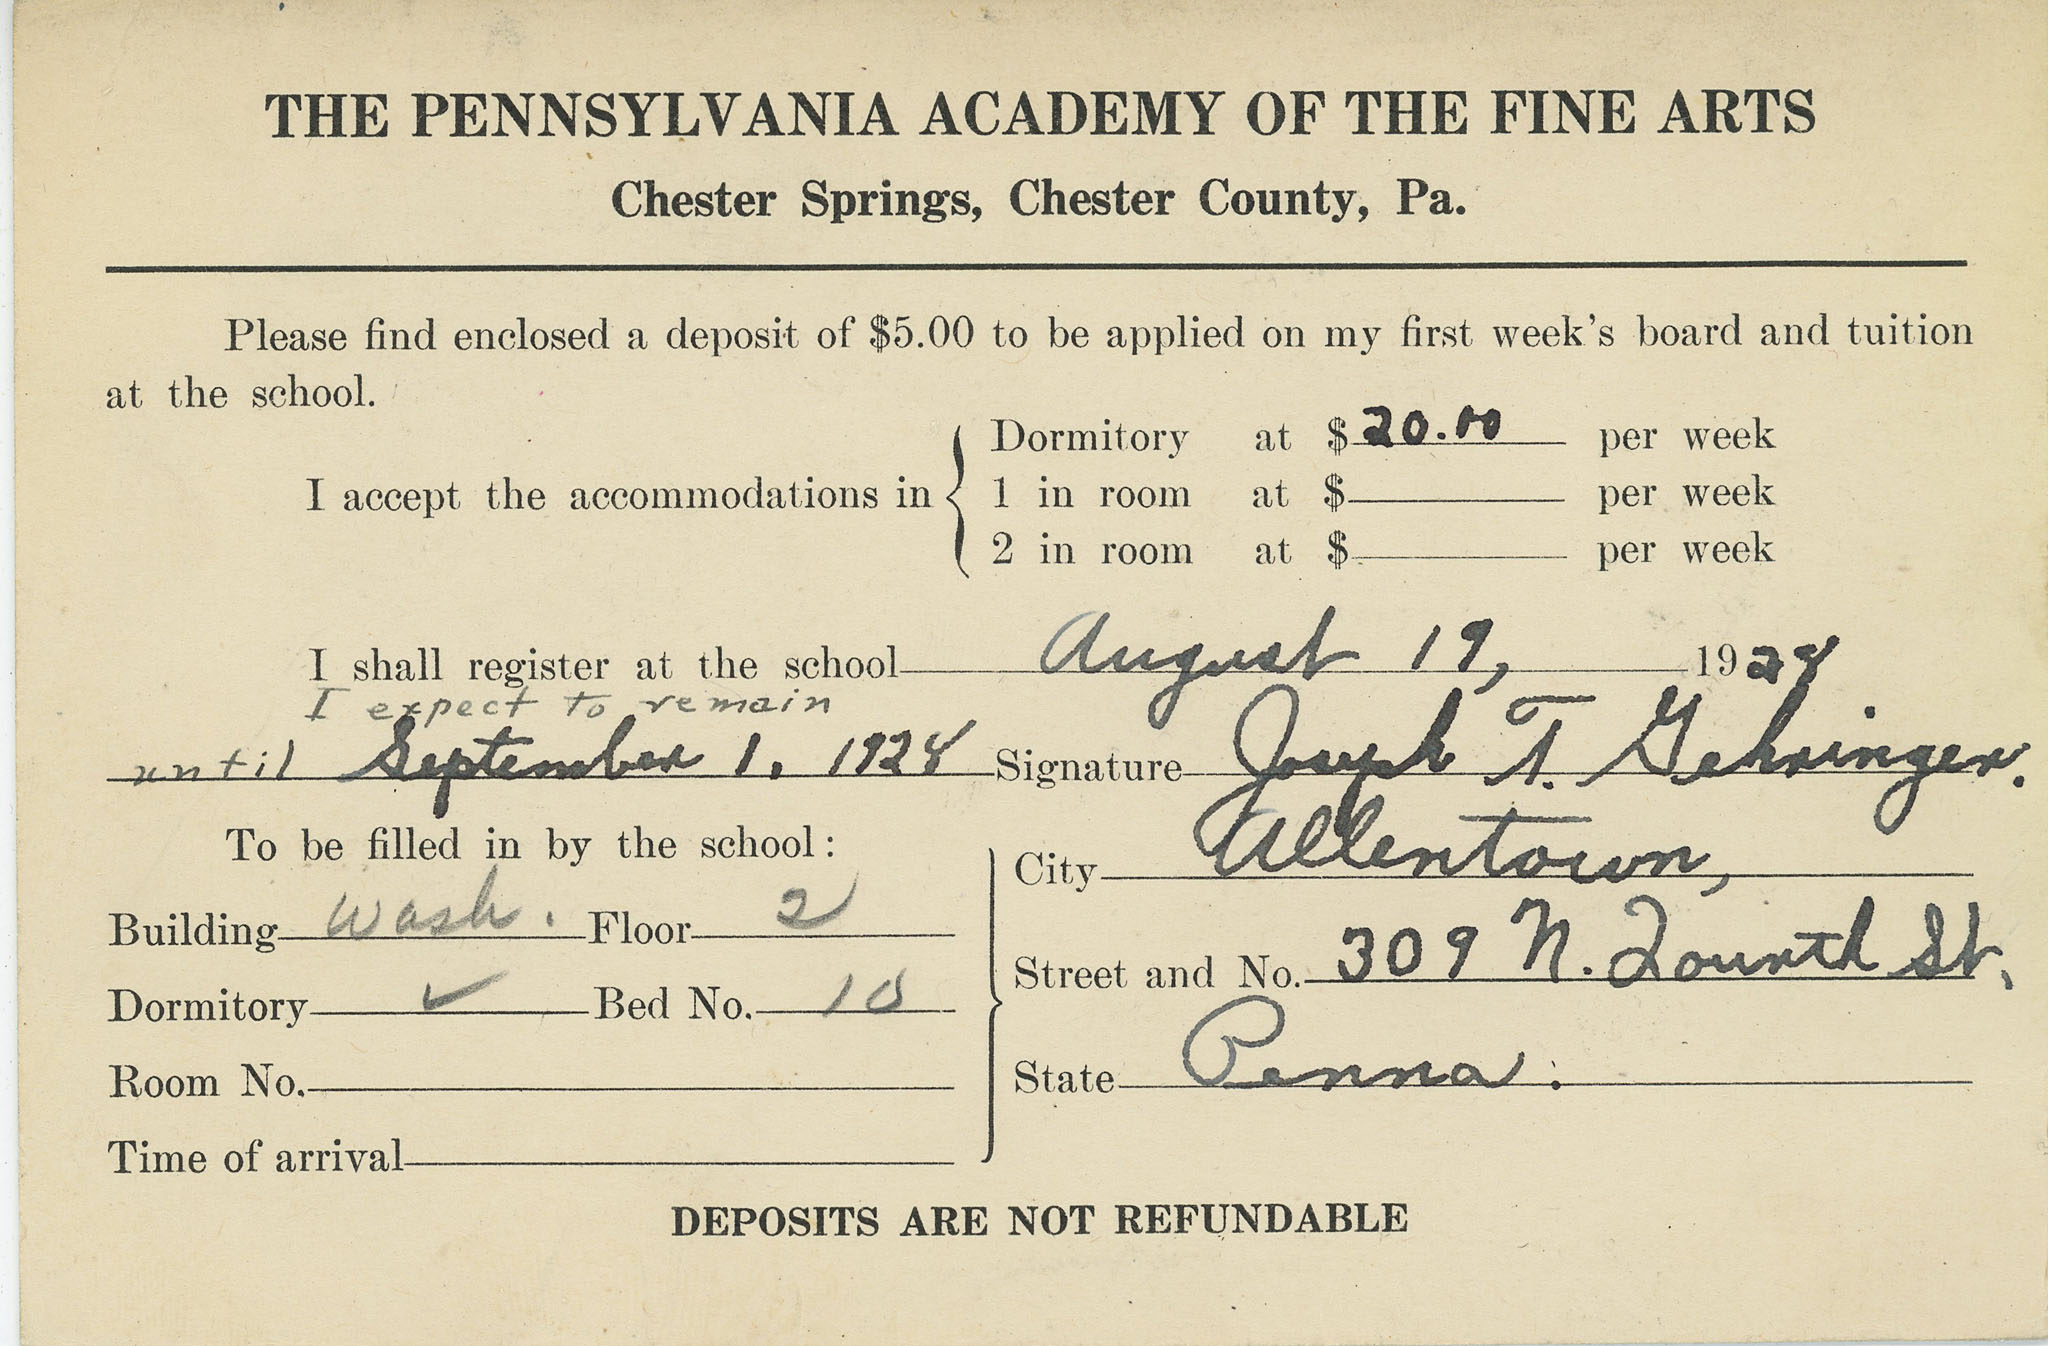 THE PENNSYLVANIA ACADEMY OF THE FINE ARTS
Chester Springs, Chester County, Pa.
Please find enclosed a deposit of $5.00 to be applied on my first week's board and tuition
at the school.
I accept the accommodations in
Dormitory at $ 20.00 per week
1 in room at $ per week
2 in room at $ per week
I shall register at the school August 19, 1928
I expect to remain
until September 1, 1928 Signature Joseph T. Gehringer.
To be filled in by the school:
Building Wash. Floor 2
Dormitory ✓ Bed No. 10
Room No.
Time of arrival
City Allentown,
Street and No. 309 N. Fourth St.
State Penna.
DEPOSITS ARE NOT REFUNDABLE